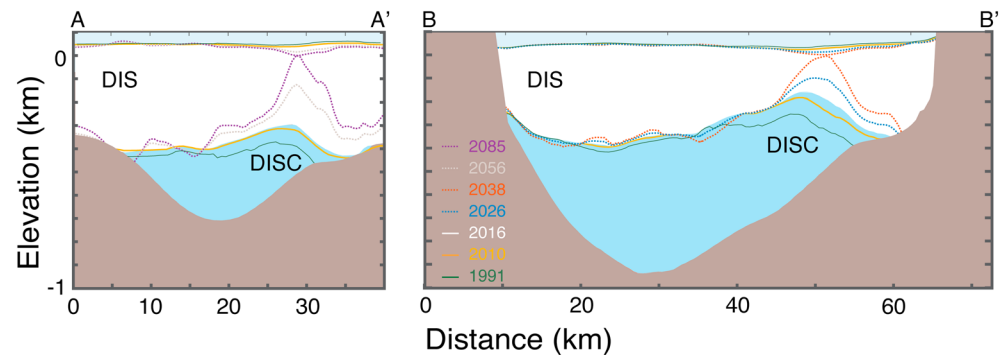 A A’ B B’
0
DIS DIS
Elevation (km)
DISC DISC
2085
2056
2038
2026
2016
2010
1991
-1
0 10 20 30 40 0 20 40 60
Distance (km)